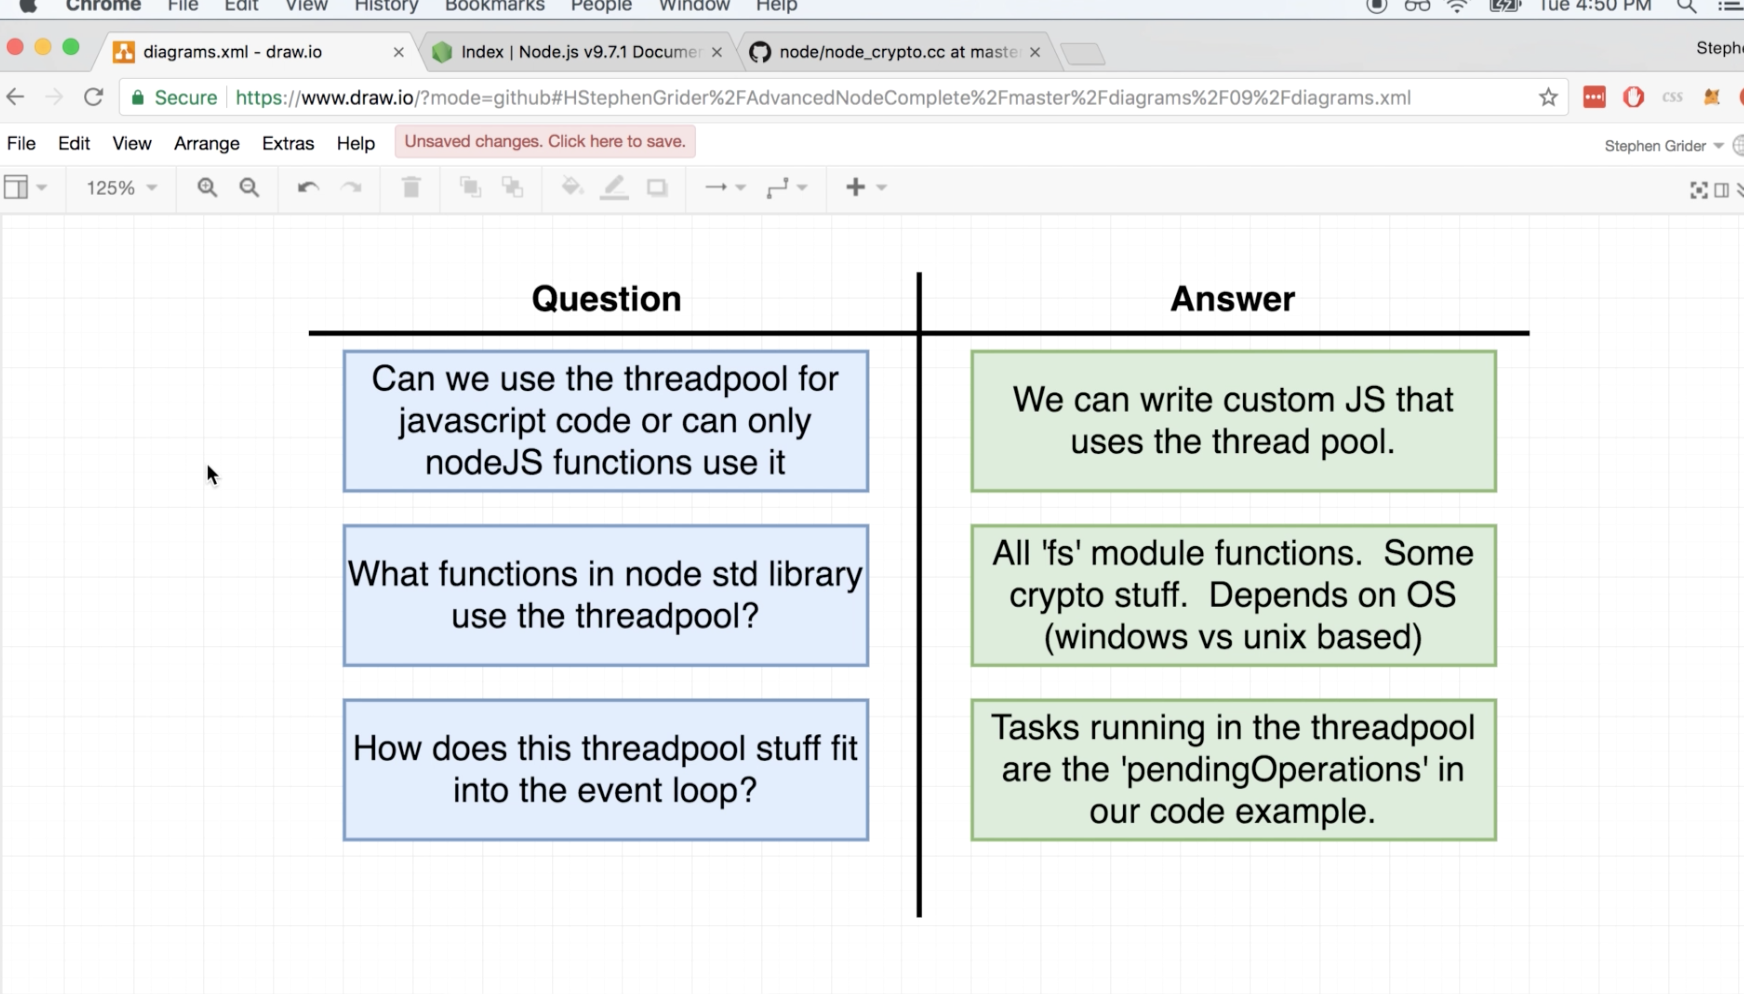 Chrome File Edit View History Bookmarks People Window Help Tue 4:50 PM
diagrams.xml - draw.io Index | Node.js v9.7.1 Documen node/node_crypto.cc at maste
Secure https://www.draw.io/?mode=github#HStephenGrider%2FAdvancedNodeComplete%2Fmaster%2Fdiagrams%2F09%2Fdiagrams.xml css
File Edit View Arrange Extras Help Unsaved changes. Click here to save. Stephen Grider
125%
Question
Answer
Can we use the threadpool for
javascript code or can only
nodeJS functions use it
We can write custom JS that
uses the thread pool.
What functions in node std library
use the threadpool?
All 'fs' module functions. Some
crypto stuff. Depends on OS
(windows vs unix based)
How does this threadpool stuff fit
into the event loop?
Tasks running in the threadpool
are the 'pendingOperations' in
our code example.